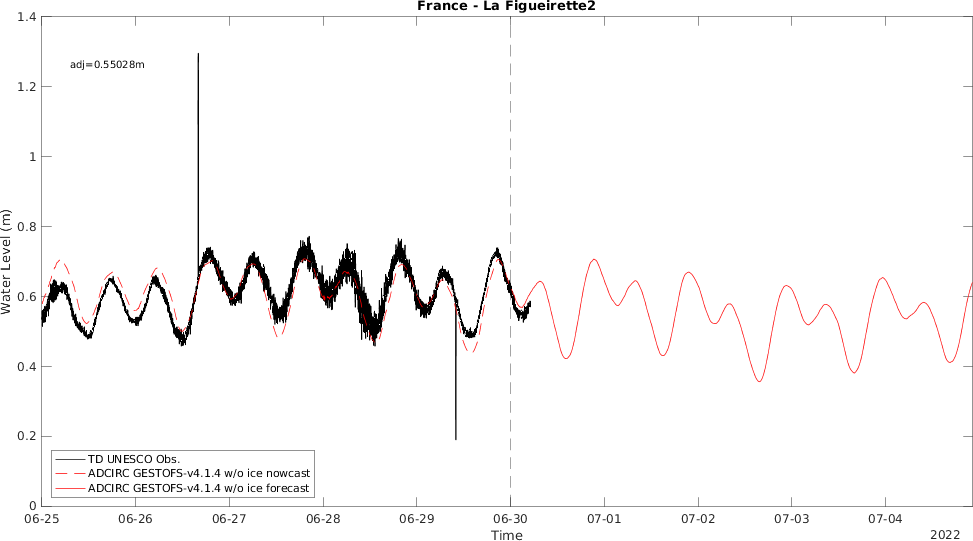 France - La Figueirette2
adj=0.55028m
Water Level (m)
1.4
1.2
1
0.8
0.6
0.4
0.2
0
TD UNESCO Obs.
ADCIRC GESTOFS-v4.1.4 w/o ice nowcast
ADCIRC GESTOFS-v4.1.4 w/o ice forecast
06-25 06-26 06-27 06-28 06-29 06-30 07-01 07-02 07-03 07-04
Time
2022